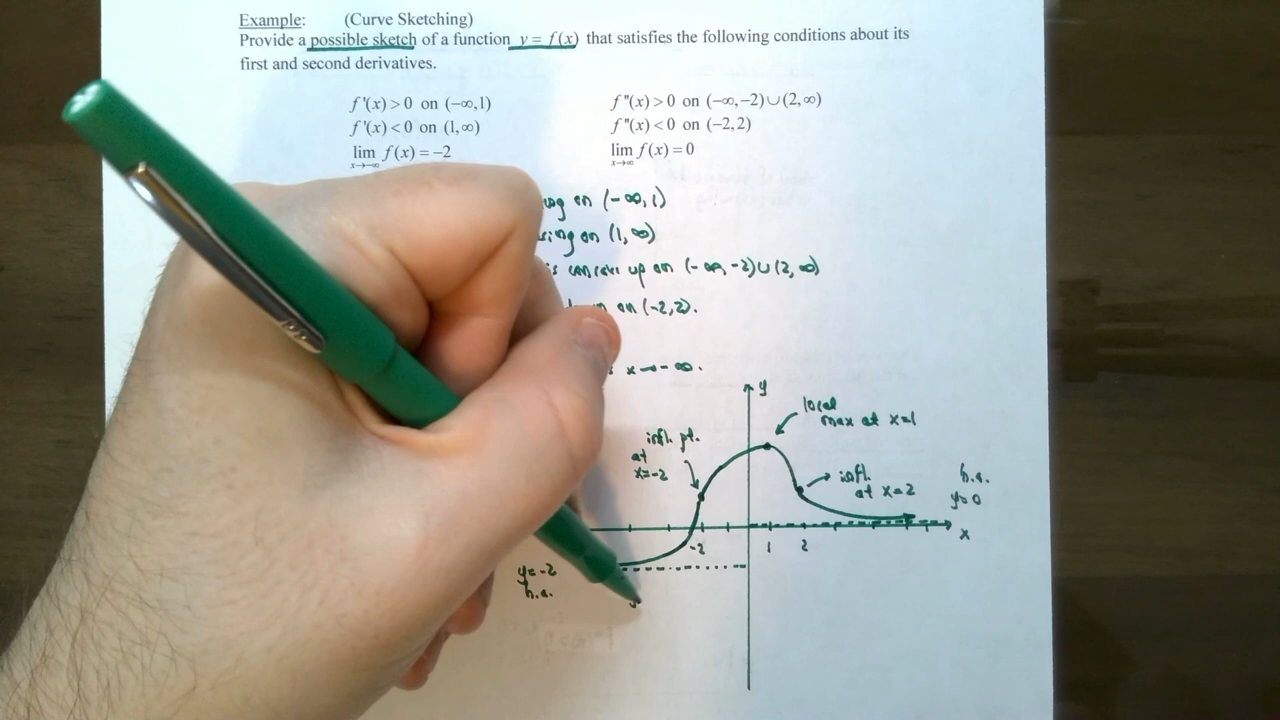 Example: (Curve Sketching)
Provide a possible sketch of a function y = f(x) that satisfies the following conditions about its
first and second derivatives.
f'(x) > 0 on (-∞,1)
f''(x) > 0 on (-∞,-2)∪(2,∞)
f'(x) < 0 on (1,∞)
f''(x) < 0 on (-2,2)
lim f(x) = -2
x→-∞
lim f(x) = 0
x→∞
on (-∞,1)
on (1,∞)
is concave up on (-∞,-2)∪(2,∞)
on (-2,2).
x→-∞.
y
local
max at x=1
infl. pt.
at
x=-2
infl.
at x=2
h.a.
y=0
x
-2
1
2
y=-2
h.a.